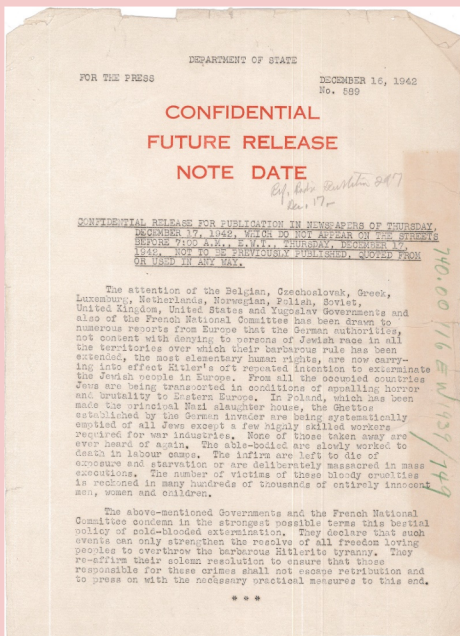 DEPARTMENT OF STATE
FOR THE PRESS
DECEMBER 16, 1942
No. 589
CONFIDENTIAL
FUTURE RELEASE
NOTE DATE
Dec. 17
CONFIDENTIAL RELEASE FOR PUBLICATION IN NEWSPAPERS OF THURSDAY,
DECEMBER 17, 1942, WHICH DO NOT APPEAR ON THE STREETS
BEFORE 7:00 A.M., E.W.T., THURSDAY, DECEMBER 17,
1942. NOT TO BE PREVIOUSLY PUBLISHED, QUOTED FROM
OR USED IN ANY WAY.
The attention of the Belgian, Czechoslovak, Greek,
Luxemburg, Netherlands, Norwegian, Polish, Soviet,
United Kingdom, United States and Yugoslav Governments and
also of the French National Committee has been drawn to
numerous reports from Europe that the German authorities,
not content with denying to persons of Jewish race in all
the territories over which their barbarous rule has been
extended, the most elementary human rights, are now carry-
ing into effect Hitler's oft repeated intention to exterminate
the Jewish people in Europe. From all the occupied countries
Jews are being transported in conditions of appalling horror
and brutality to Eastern Europe. In Poland, which has been
made the principal Nazi slaughter house, the Ghettos
established by the German invader are being systematically
emptied of all Jews except a few highly skilled workers
required for war industries. None of those taken away are
ever heard of again. The able-bodied are slowly worked to
death in labour camps. The infirm are left to die of
exposure and starvation or are deliberately massacred in mass
executions. The number of victims of these bloody cruelties
is reckoned in many hundreds of thousands of entirely innocent
men, women and children.
The above-mentioned Governments and the French National
Committee condemn in the strongest possible terms this bestial
policy of cold-blooded extermination. They declare that such
events can only strengthen the resolve of all freedom loving
peoples to overthrow the barbarous Hitlerite tyranny. They
re-affirm their solemn resolution to ensure that those
responsible for these crimes shall not escape retribution and
to press on with the necessary practical measures to this end.
* * *
740.00116 E W 1939/749